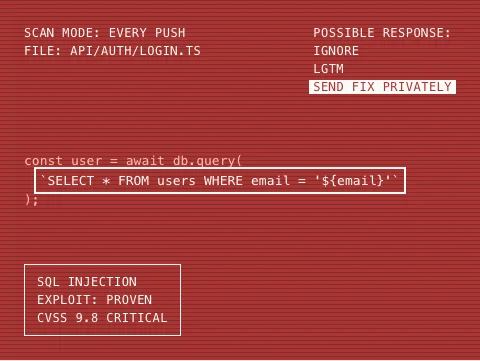 SCAN MODE: EVERY PUSH
FILE: API/AUTH/LOGIN.TS
POSSIBLE RESPONSE:
IGNORE
LGTM
SEND FIX PRIVATELY
const user = await db.query(
`SELECT * FROM users WHERE email = '${email}'`
);
SQL INJECTION
EXPLOIT: PROVEN
CVSS 9.8 CRITICAL